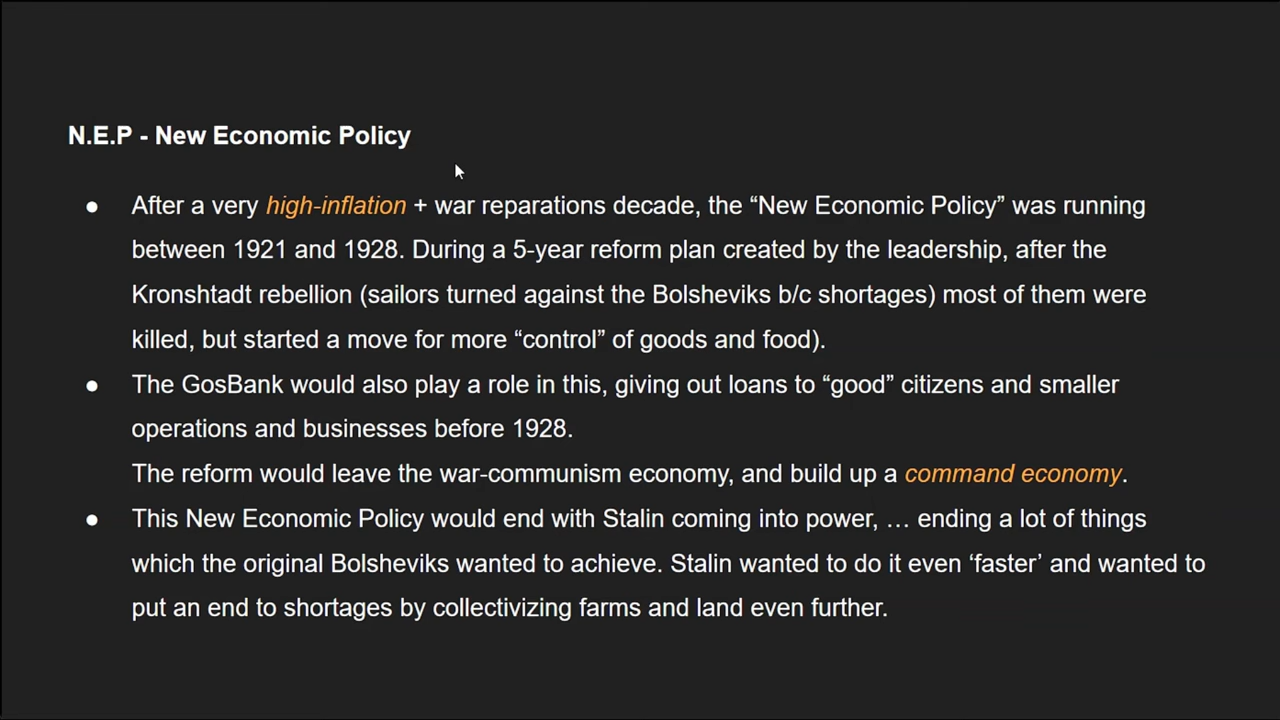 N.E.P - New Economic Policy
● After a very high-inflation + war reparations decade, the “New Economic Policy” was running
between 1921 and 1928. During a 5-year reform plan created by the leadership, after the
Kronshtadt rebellion (sailors turned against the Bolsheviks b/c shortages) most of them were
killed, but started a move for more “control” of goods and food).
● The GosBank would also play a role in this, giving out loans to “good” citizens and smaller
operations and businesses before 1928.
The reform would leave the war-communism economy, and build up a command economy.
● This New Economic Policy would end with Stalin coming into power, … ending a lot of things
which the original Bolsheviks wanted to achieve. Stalin wanted to do it even ‘faster’ and wanted to
put an end to shortages by collectivizing farms and land even further.